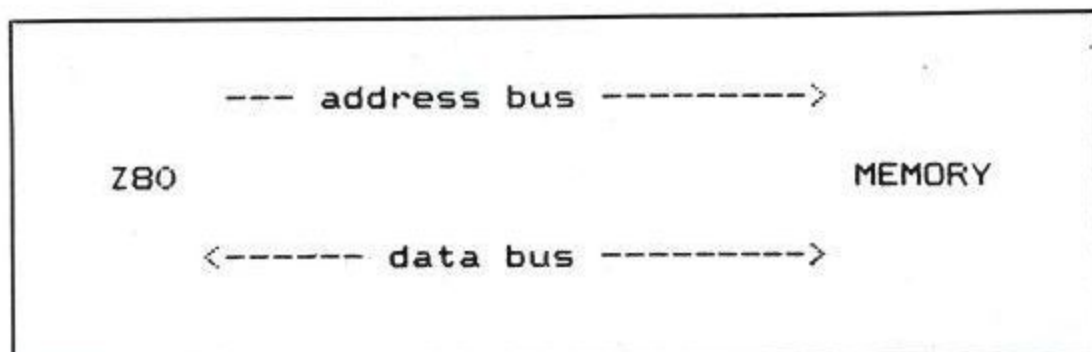 --- address bus --------->
Z80 MEMORY
<------ data bus --------->